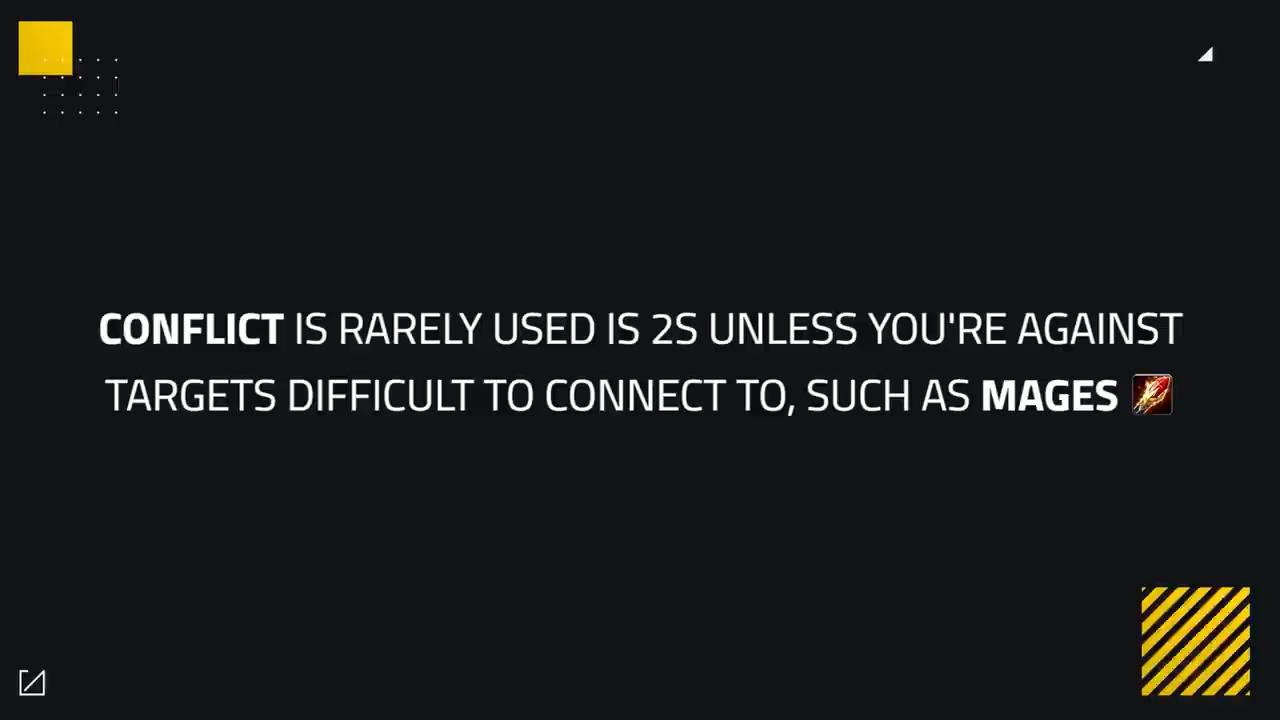 CONFLICT IS RARELY USED IS 2S UNLESS YOU'RE AGAINST
TARGETS DIFFICULT TO CONNECT TO, SUCH AS MAGES